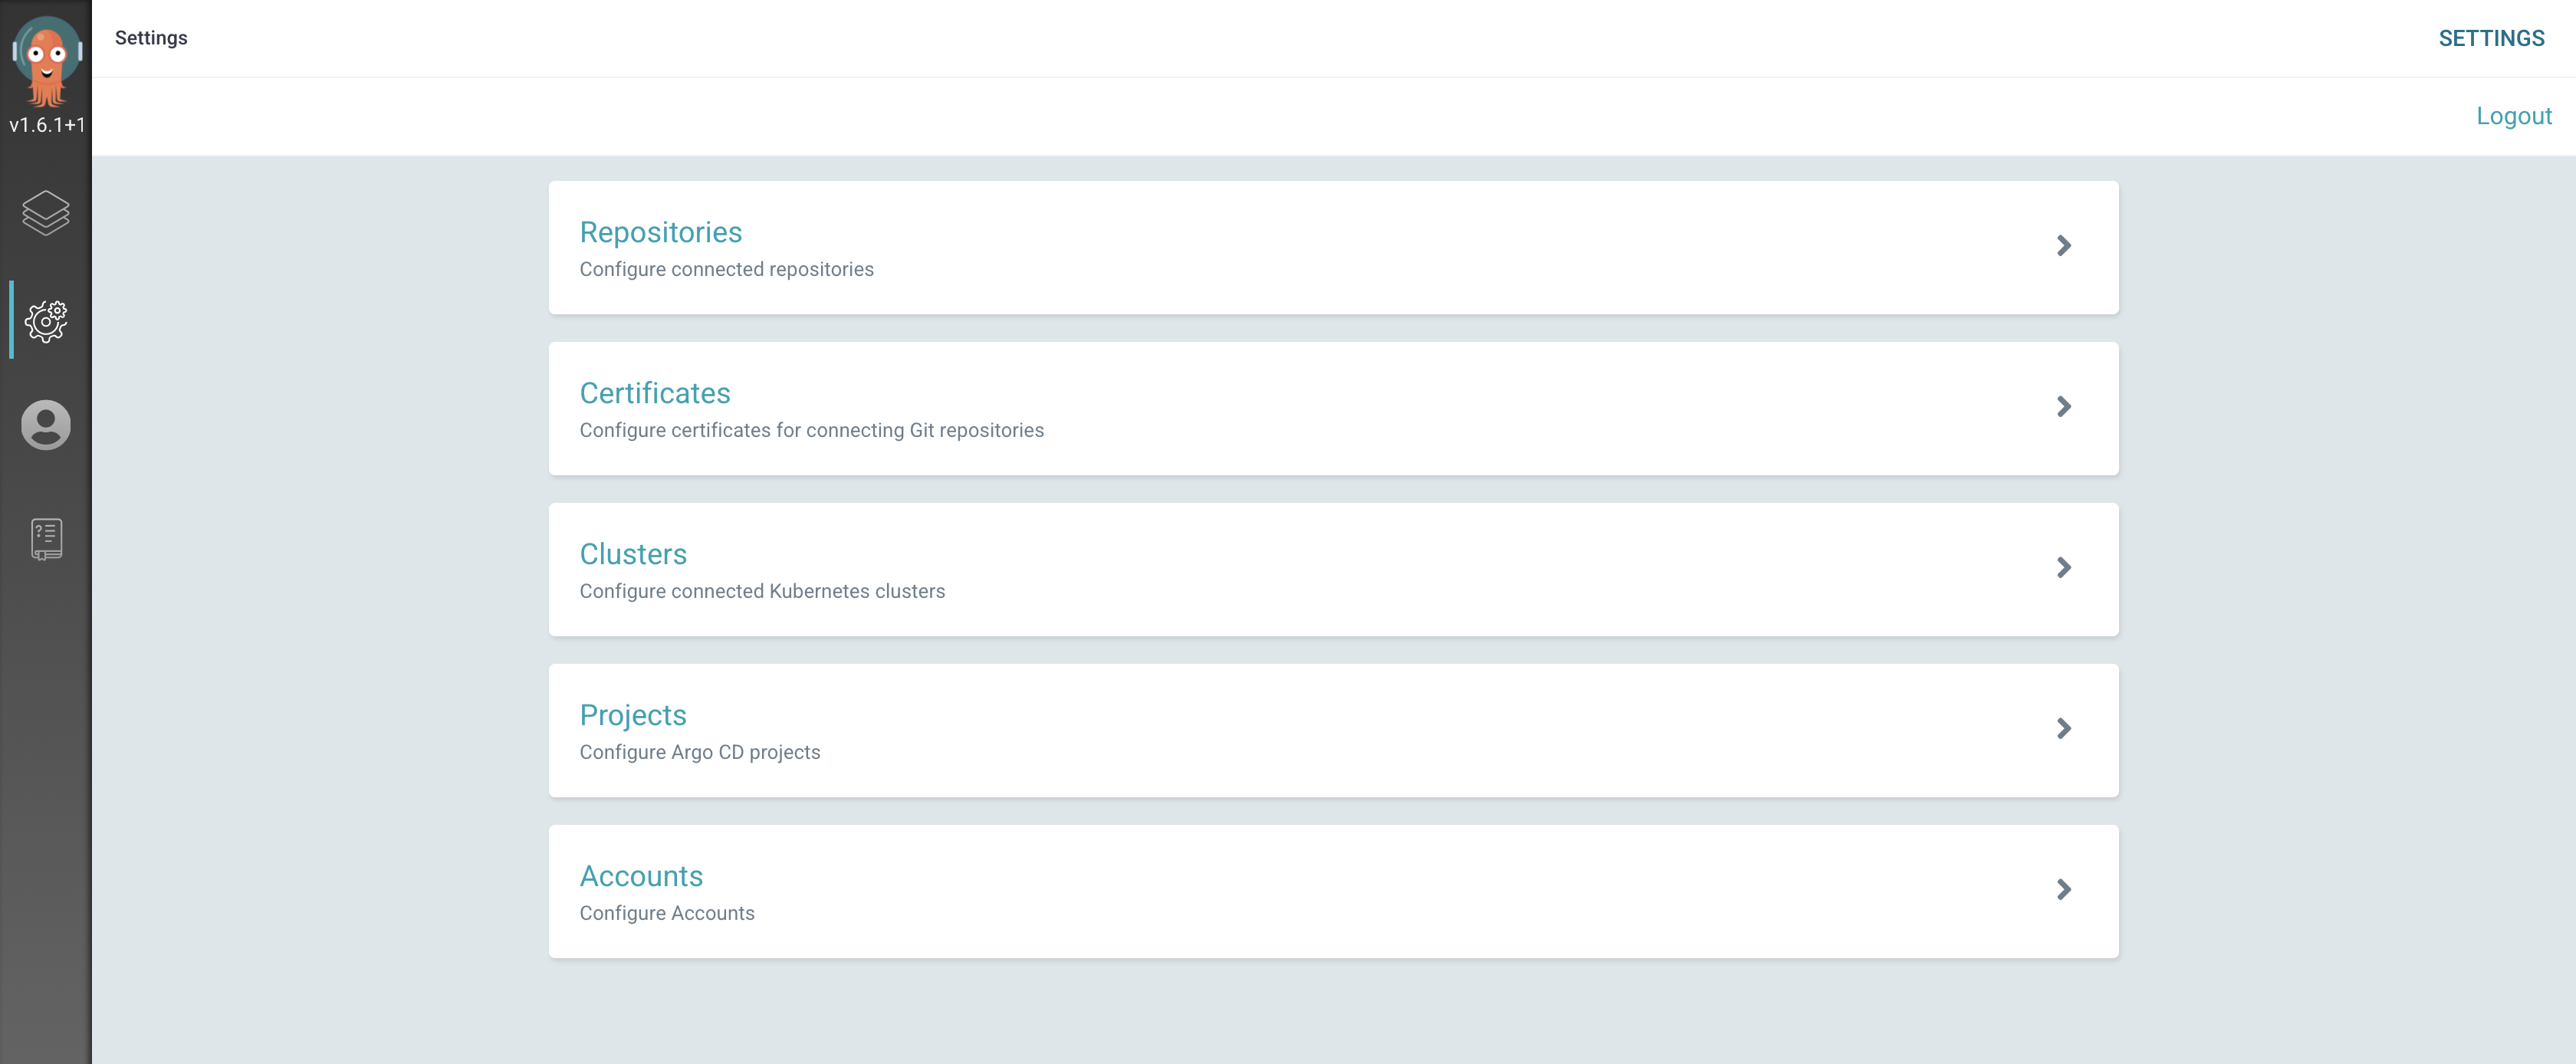 Settings
SETTINGS
v1.6.1+1
Logout
Repositories
Configure connected repositories
Certificates
Configure certificates for connecting Git repositories
Clusters
Configure connected Kubernetes clusters
Projects
Configure Argo CD projects
Accounts
Configure Accounts